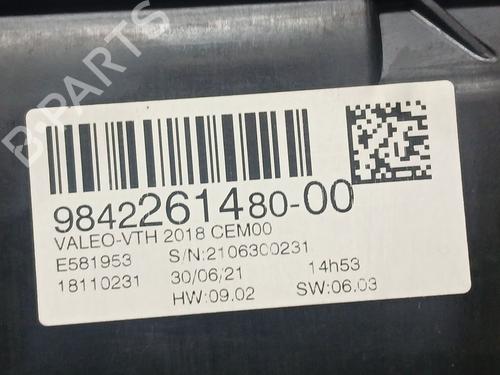 B-PARTS
9842261480-00
VALEO-VTH 2018 CEM00
E581953 S/N:2106300231
18110231 30/06/21 14h53
HW:09.02 SW:06.03